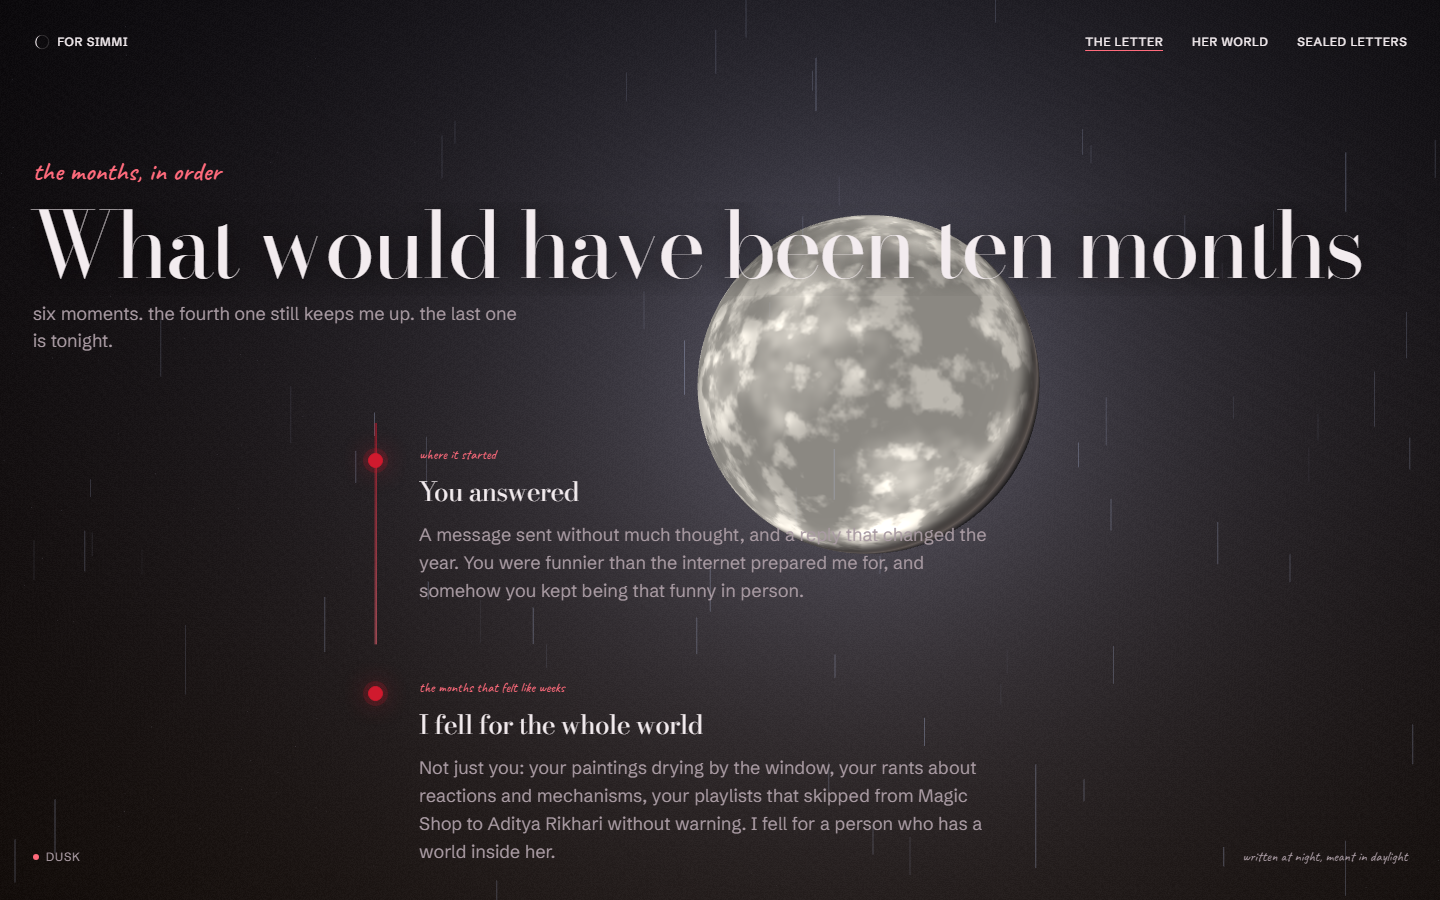 FOR SIMMI
THE LETTER
HER WORLD
SEALED LETTERS
the months, in order
What would have been ten months
six moments. the fourth one still keeps me up. the last one
is tonight.
where it started
You answered
A message sent without much thought, and a reply that changed the
year. You were funnier than the internet prepared me for, and
somehow you kept being that funny in person.
the months that felt like weeks
I fell for the whole world
Not just you: your paintings drying by the window, your rants about
reactions and mechanisms, your playlists that skipped from Magic
Shop to Aditya Rikhari without warning. I fell for a person who has a
world inside her.
DUSK
written at night, meant in daylight